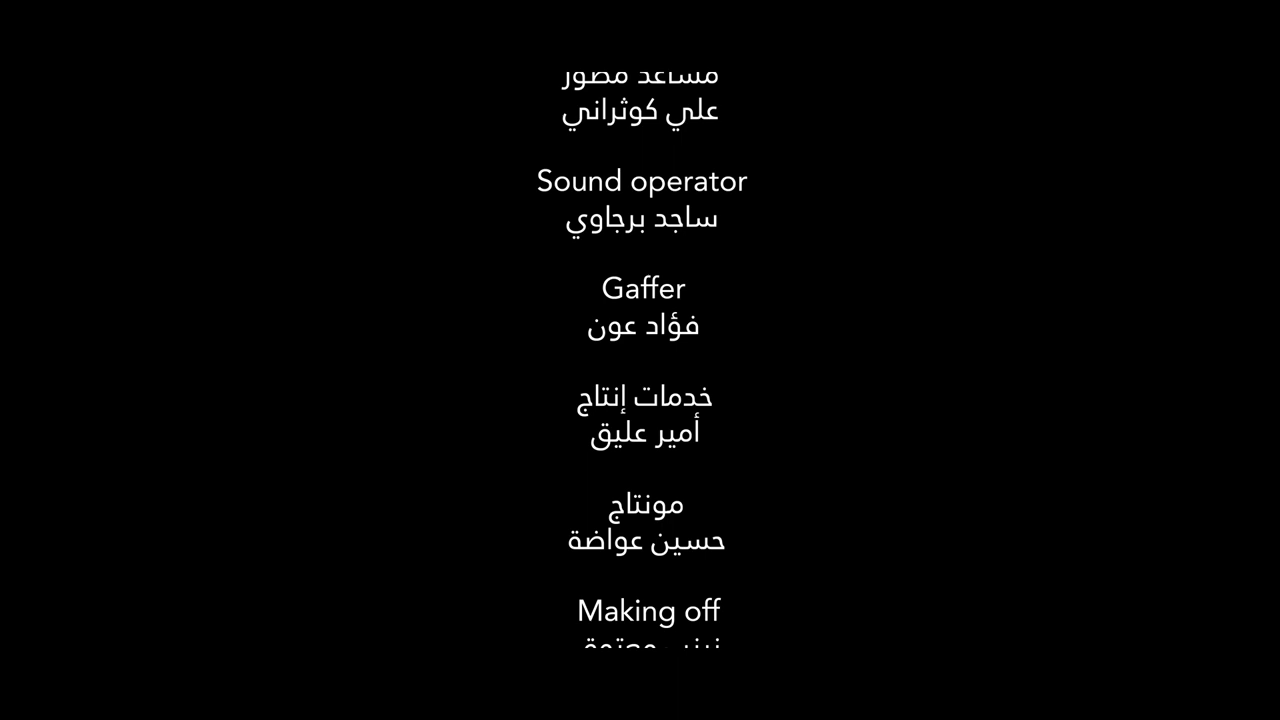 مساعد مصور
علي كوثراني
Sound operator
ساجد برجاوي
Gaffer
فؤاد عون
خدمات إنتاج
أمير عليق
مونتاج
حسين عواضة
Making off